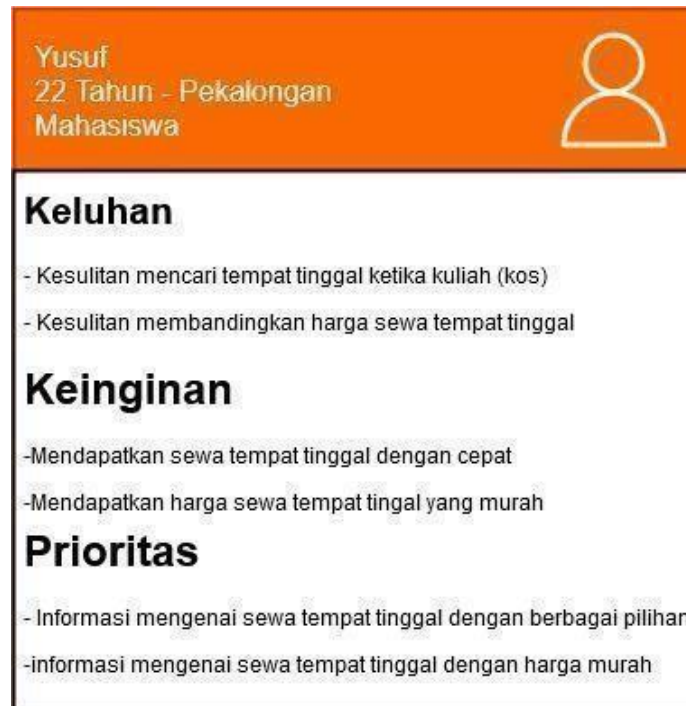 Yusuf
22 Tahun - Pekalongan
Mahasiswa
Keluhan
- Kesulitan mencari tempat tinggal ketika kuliah (kos)
- Kesulitan membandingkan harga sewa tempat tinggal
Keinginan
-Mendapatkan sewa tempat tinggal dengan cepat
-Mendapatkan harga sewa tempat tingal yang murah
Prioritas
- Informasi mengenai sewa tempat tinggal dengan berbagai pilihan
-informasi mengenai sewa tempat tinggal dengan harga murah